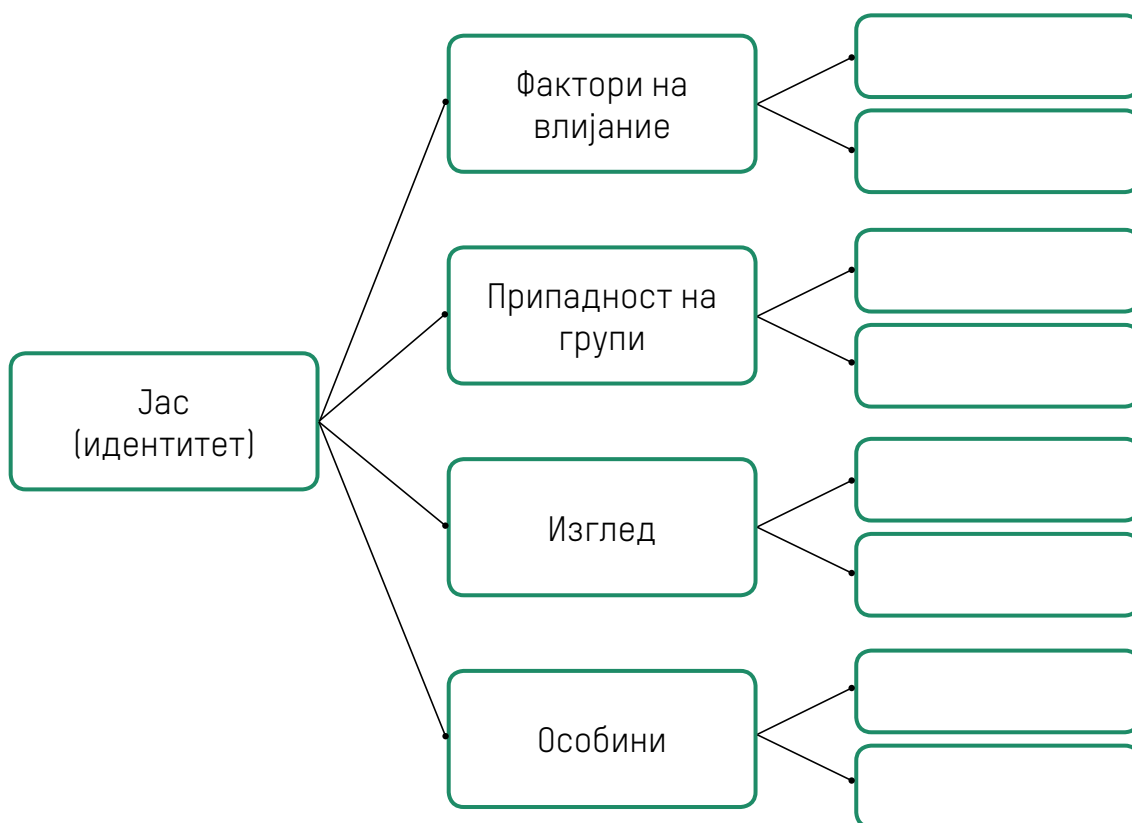 Фактори на
влијание
Припадност на
групи
Јас
(идентитет)
Изглед
Особини